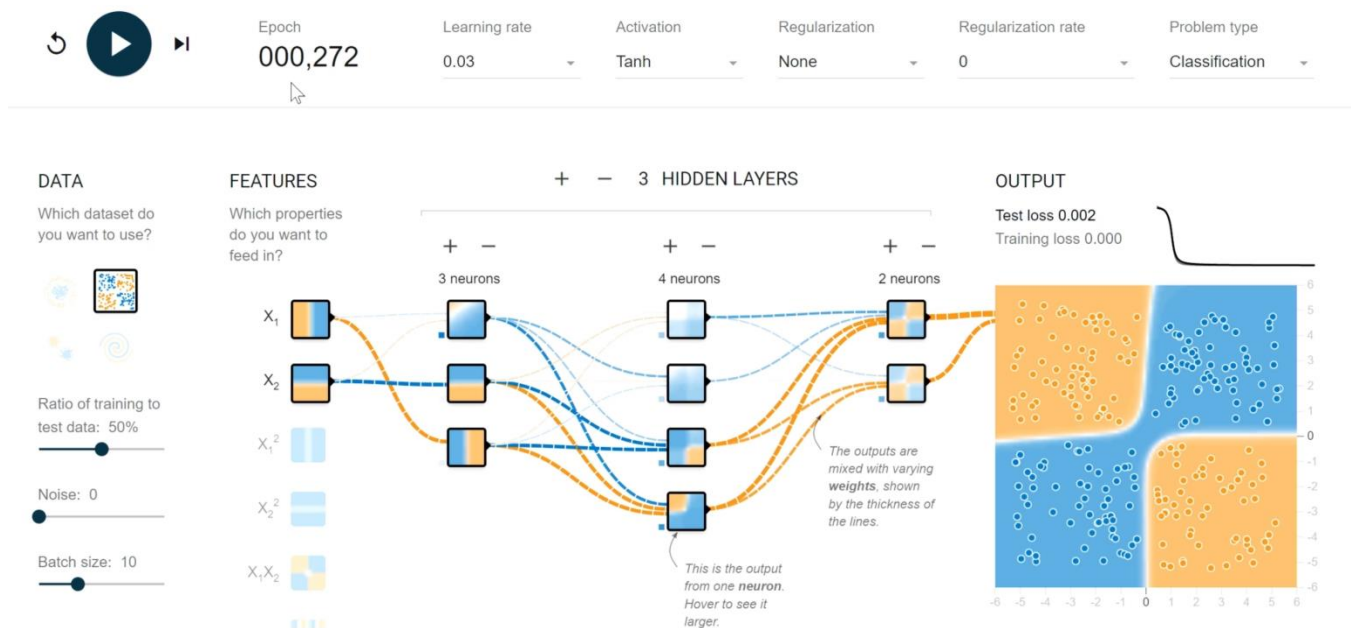 Epoch
000,272
Learning rate
0.03
Activation
Tanh
Regularization
None
Regularization rate
0
Problem type
Classification
DATA
Which dataset do
you want to use?
Ratio of training to
test data: 50%
Noise: 0
Batch size: 10
FEATURES
Which properties
do you want to
feed in?
X₁
X₂
X₁²
X₂²
X₁X₂
+ − 3 HIDDEN LAYERS
+ −
3 neurons
+ −
4 neurons
+ −
2 neurons
The outputs are
mixed with varying
weights, shown
by the thickness of
the lines.
This is the output
from one neuron.
Hover to see it
larger.
OUTPUT
Test loss 0.002
Training loss 0.000
6
5
4
3
2
1
0
-1
-2
-3
-4
-5
-6
-6 -5 -4 -3 -2 -1 0 1 2 3 4 5 6